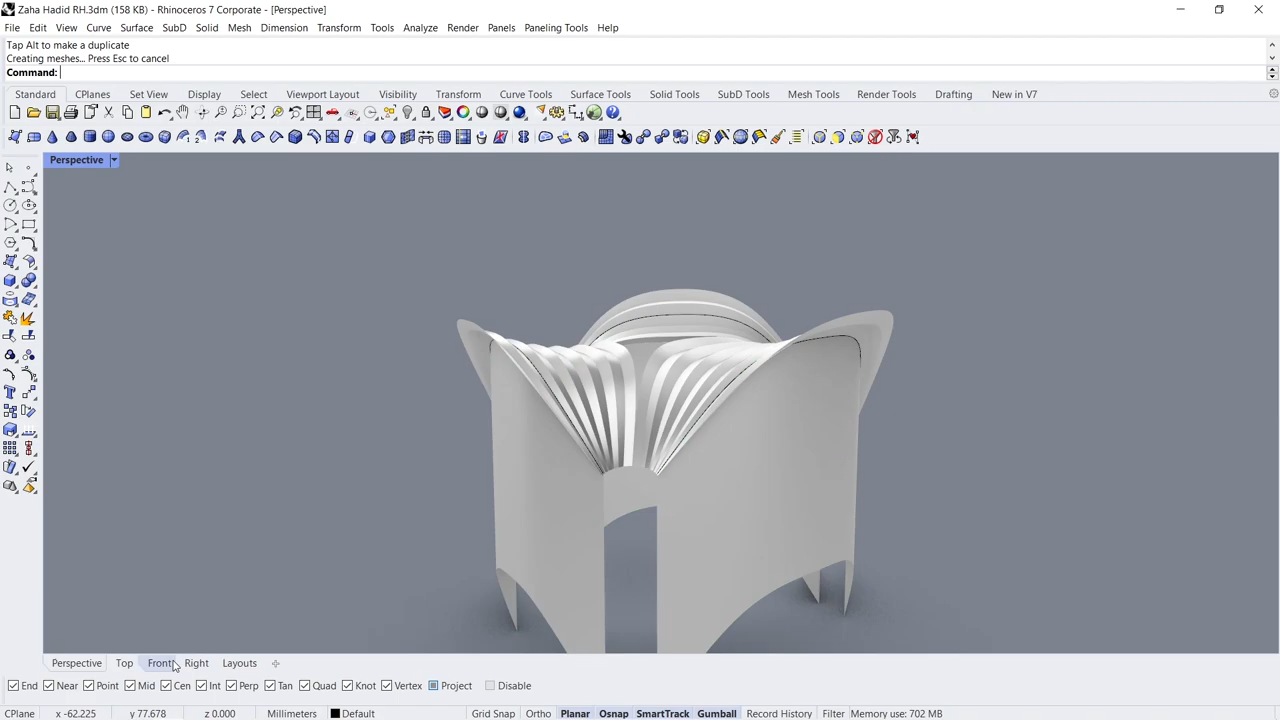 Zaha Hadid RH.3dm (158 KB) - Rhinoceros 7 Corporate - [Perspective]
File Edit View Curve Surface SubD Solid Mesh Dimension Transform Tools Analyze Render Panels Paneling Tools Help
Tap Alt to make a duplicate
Creating meshes... Press Esc to cancel
Command:
Standard CPlanes Set View Display Select Viewport Layout Visibility Transform Curve Tools Surface Tools Solid Tools SubD Tools Mesh Tools Render Tools Drafting New in V7
Perspective
Perspective Top Front Right Layouts
End Near Point Mid Cen Int Perp Tan Quad Knot Vertex Project Disable
CPlane x -62.225 y 77.678 z 0.000 Millimeters Default Grid Snap Ortho Planar Osnap SmartTrack Gumball Record History Filter Memory use: 702 MB